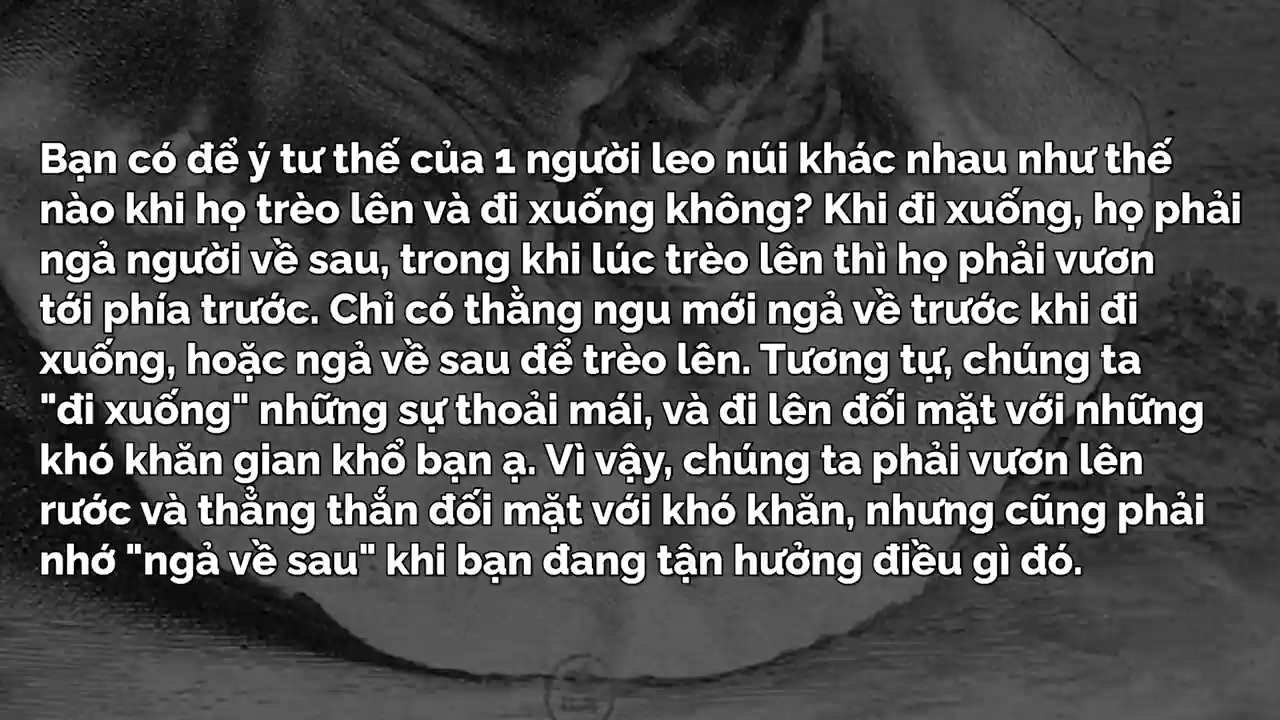 Bạn có để ý tư thế của 1 người leo núi khác nhau như thế
nào khi họ trèo lên và đi xuống không? Khi đi xuống, họ phải
ngả người về sau, trong khi lúc trèo lên thì họ phải vươn
tới phía trước. Chỉ có thằng ngu mới ngả về trước khi đi
xuống, hoặc ngả về sau để trèo lên. Tương tự, chúng ta
"đi xuống" những sự thoải mái, và đi lên đối mặt với những
khó khăn gian khổ bạn ạ. Vì vậy, chúng ta phải vươn lên
rước và thẳng thắn đối mặt với khó khăn, nhưng cũng phải
nhớ "ngả về sau" khi bạn đang tận hưởng điều gì đó.